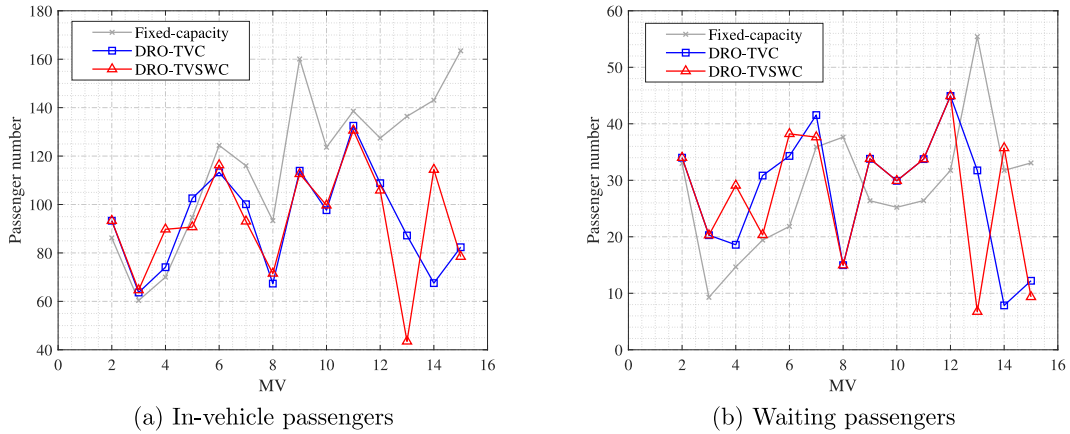 180
160
140
120
100
80
60
40
0 2 4 6 8 10 12 14 16
Passenger number
MV
Fixed-capacity
DRO-TVC
DRO-TVSWC
(a) In-vehicle passengers
60
50
40
30
20
10
0
0 2 4 6 8 10 12 14 16
Passenger number
MV
Fixed-capacity
DRO-TVC
DRO-TVSWC
(b) Waiting passengers